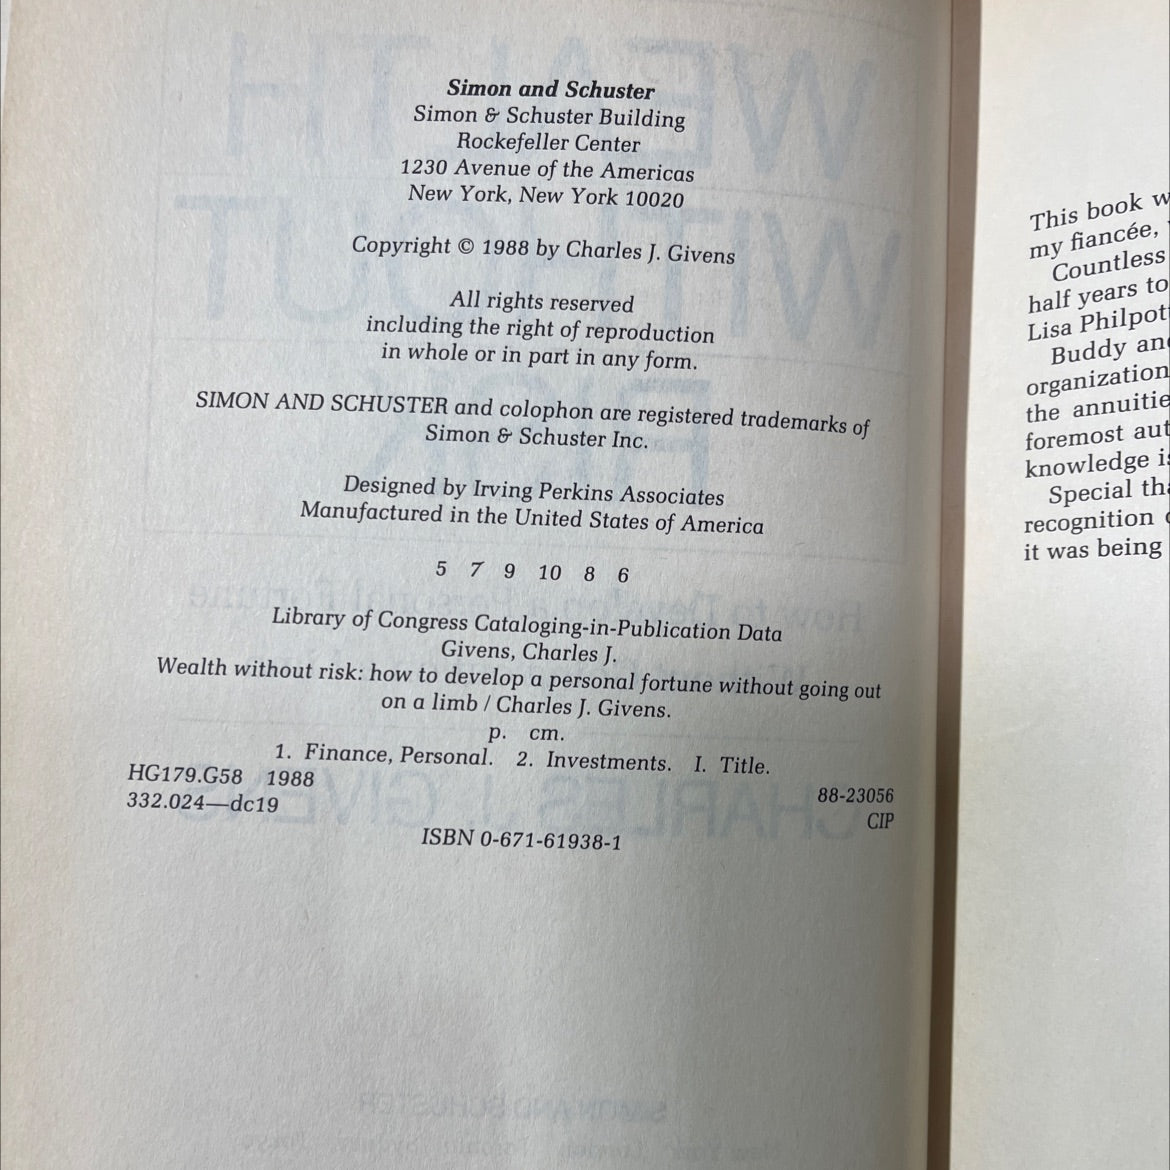 Simon and Schuster
Simon & Schuster Building
Rockefeller Center
1230 Avenue of the Americas
New York, New York 10020
Copyright © 1988 by Charles J. Givens
All rights reserved
including the right of reproduction
in whole or in part in any form.
SIMON AND SCHUSTER and colophon are registered trademarks of
Simon & Schuster Inc.
Designed by Irving Perkins Associates
Manufactured in the United States of America
5 7 9 10 8 6
Library of Congress Cataloging-in-Publication Data
Givens, Charles J.
Wealth without risk: how to develop a personal fortune without going out
on a limb / Charles J. Givens.
p. cm.
1. Finance, Personal. 2. Investments. I. Title.
HG179.G58 1988
88-23056
332.024—dc19
CIP
ISBN 0-671-61938-1
This book
my fiancée,
Countless
half years to
Lisa Philpot
Buddy
organization
the
foremost
knowledge
Special
recognition
it was being